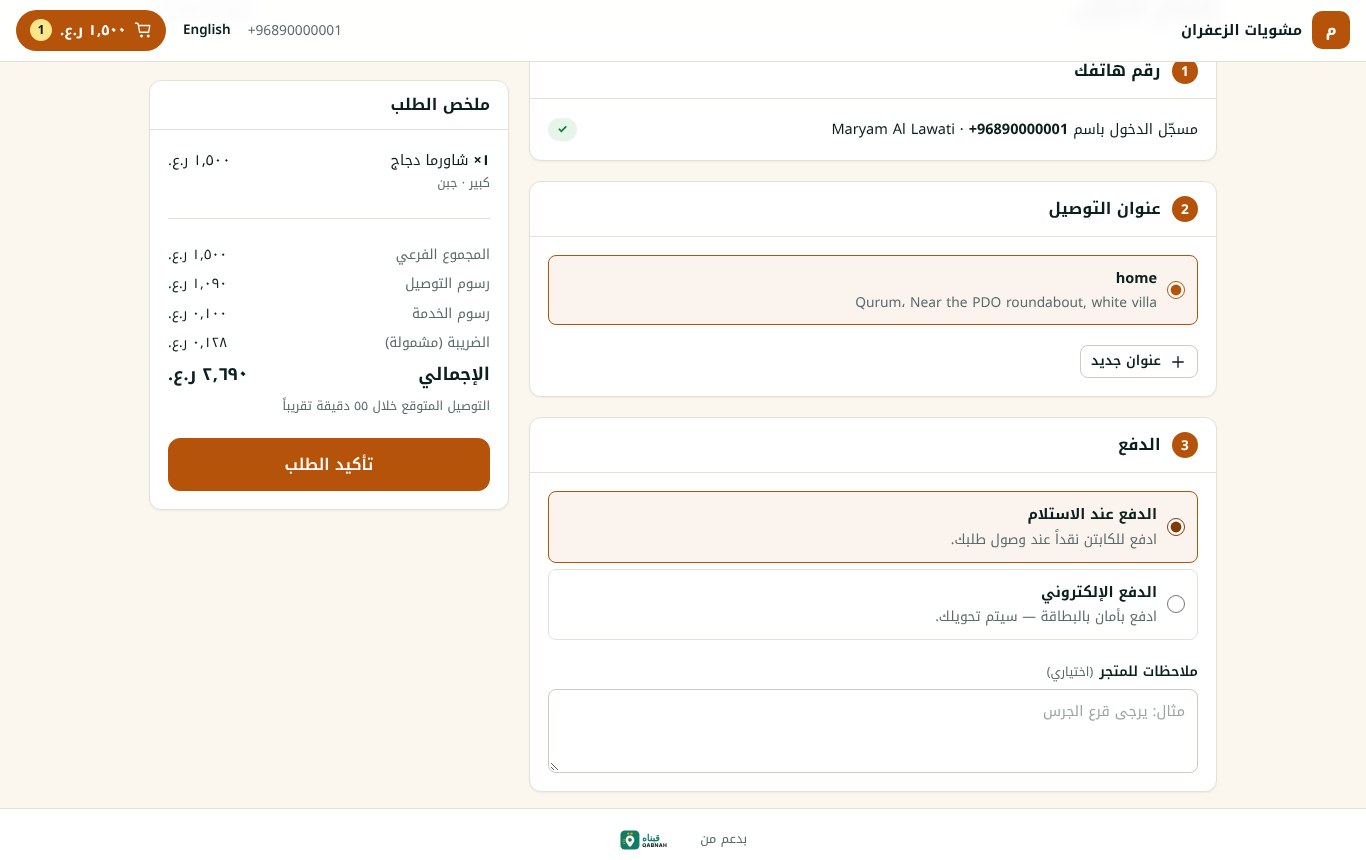 م
مشويات الزعفران
+96890000001
English
١,٥٠٠ ر.ع.
1
1
رقم هاتفك
مسجّل الدخول باسم +96890000001 · Maryam Al Lawati
2
عنوان التوصيل
home
Qurum، Near the PDO roundabout, white villa
عنوان جديد
3
الدفع
الدفع عند الاستلام
ادفع للكابتن نقداً عند وصول طلبك.
الدفع الإلكتروني
ادفع بأمان بالبطاقة — سيتم تحويلك.
ملاحظات للمتجر (اختياري)
مثال: يرجى قرع الجرس
ملخص الطلب
١× شاورما دجاج ١,٥٠٠ ر.ع.
كبير · جبن
المجموع الفرعي ١,٥٠٠ ر.ع.
رسوم التوصيل ١,٠٩٠ ر.ع.
رسوم الخدمة ٠,١٠٠ ر.ع.
الضريبة (مشمولة) ٠,١٢٨ ر.ع.
الإجمالي ٢,٦٩٠ ر.ع.
التوصيل المتوقع خلال ٥٥ دقيقة تقريباً
تأكيد الطلب
بدعم من
قبناه
QABNAH